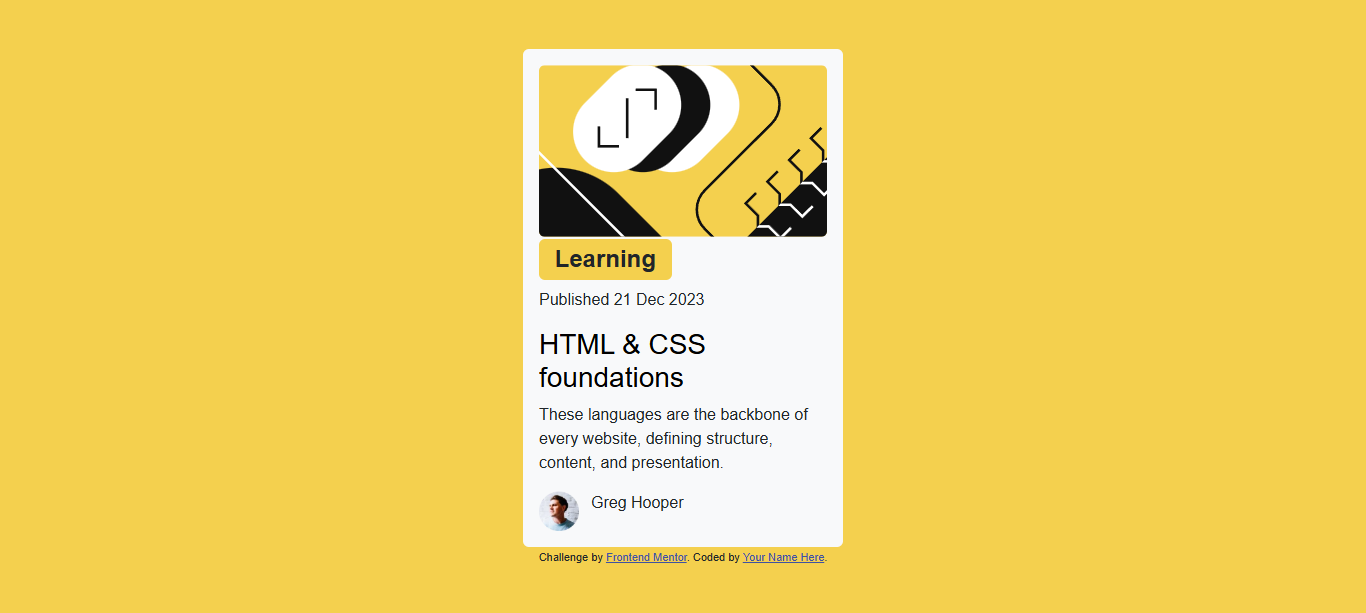 Learning
Published 21 Dec 2023
HTML & CSS
foundations
These languages are the backbone of
every website, defining structure,
content, and presentation.
Greg Hooper
Challenge by Frontend Mentor. Coded by Your Name Here.